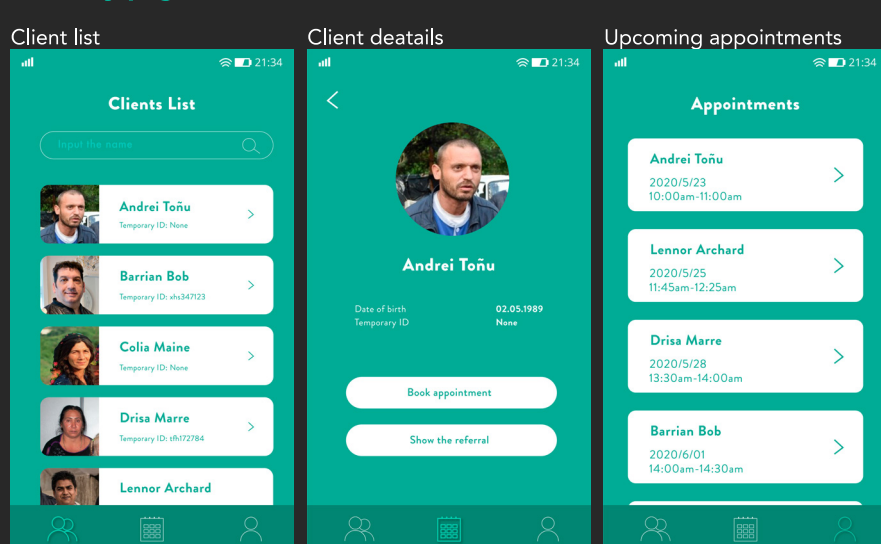 Client list
21:34
Clients List
Input the name
Andrei Toñu
Temporary ID: None
Barrian Bob
Temporary ID: xhs347123
Colia Maine
Temporary ID: None
Drisa Marre
Temporary ID: tfh172784
Lennor Archard
Client deatails
21:34
Andrei Toñu
Date of birth 02.05.1989
Temporary ID None
Book appointment
Show the referral
Upcoming appointments
21:34
Appointments
Andrei Toñu
2020/5/23
10:00am-11:00am
Lennor Archard
2020/5/25
11:45am-12:25am
Drisa Marre
2020/5/28
13:30am-14:00am
Barrian Bob
2020/6/01
14:00am-14:30am